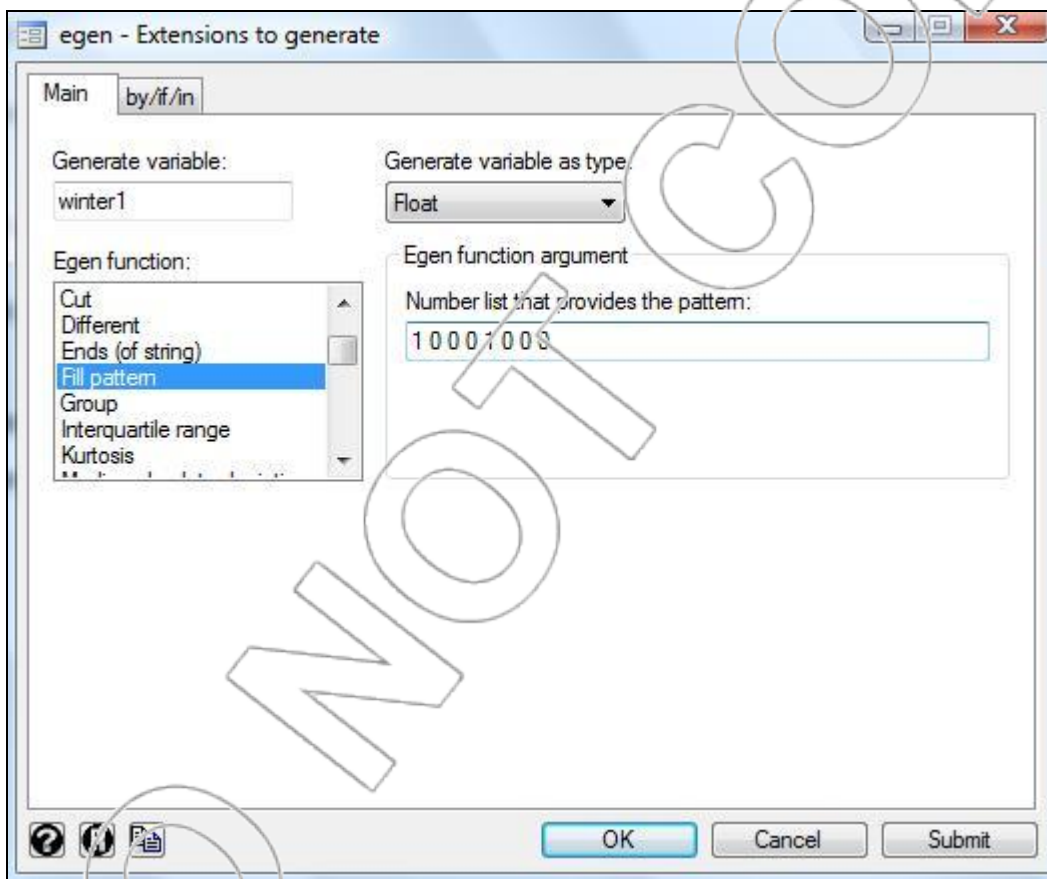 egen - Extensions to generate
Main by/if/in
Generate variable: Generate variable as type:
winter1 Float
Egen function: Egen function argument
Cut Number list that provides the pattern:
Different 1 0 0 0 1 0 0 0
Ends (of string)
Fill pattern
Group
Interquartile range
Kurtosis
NOT
OK Cancel Submit